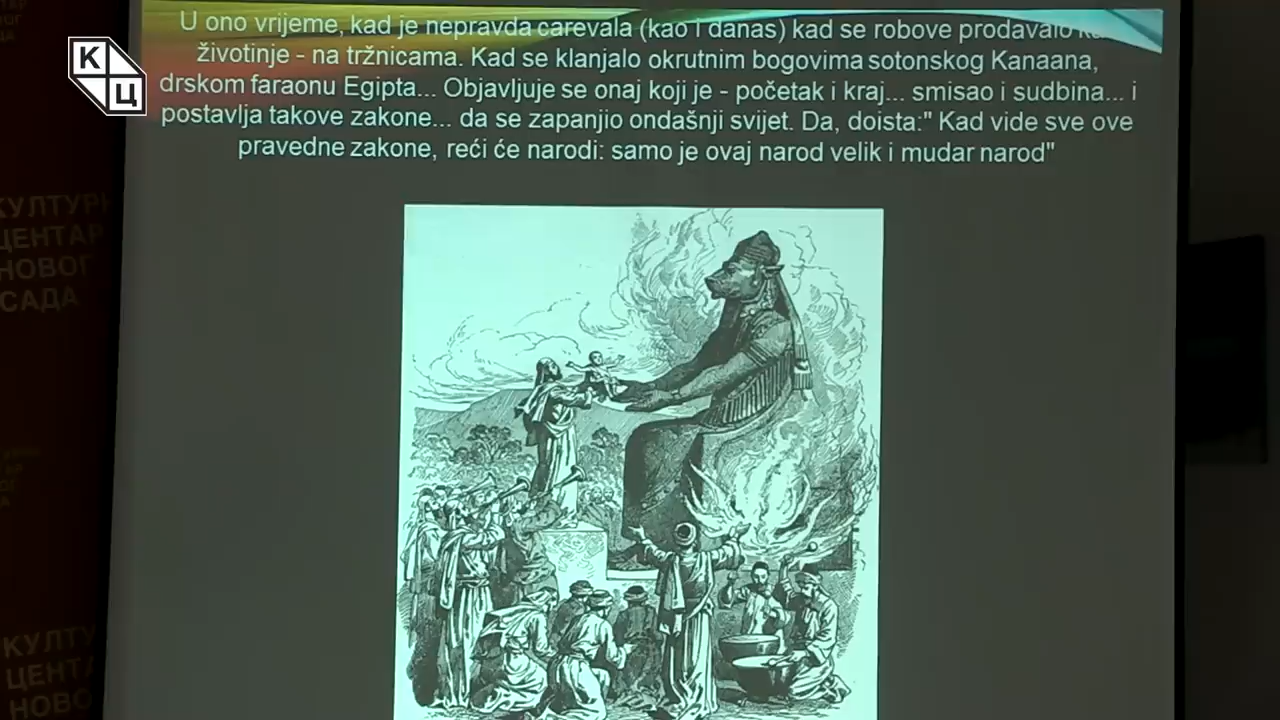 U ono vrijeme, kad je nepravda carevala (kao i danas) kad se robove prodavalo
životinje - na tržnicama. Kad se klanjalo okrutnim bogovima sotonskog Kanaana,
drskom faraonu Egipta... Objavljuje se onaj koji je - početak i kraj... smisao i sudbina... i
postavlja takove zakone... da se zapanjio ondašnji svijet. Da, doista:" Kad vide sve ove
pravedne zakone, reći će narodi: samo je ovaj narod velik i mudar narod"
К
Ц
КУЛТУРН
ЦЕНТАР
НОВОГ
САДА
КУЛТУ
ЦЕНТА
НОВО